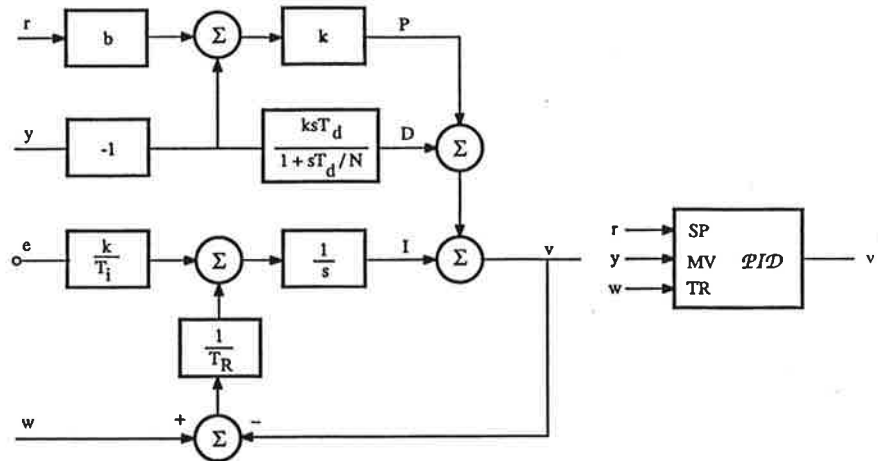 r
b
Σ
k
P
y
-1
ksT_d
1 + sT_d/N
D
Σ
e
k
T_i
Σ
1
s
I
Σ
v
1
T_R
w
+
Σ
-
r
SP
y
MV
PID
v
w
TR